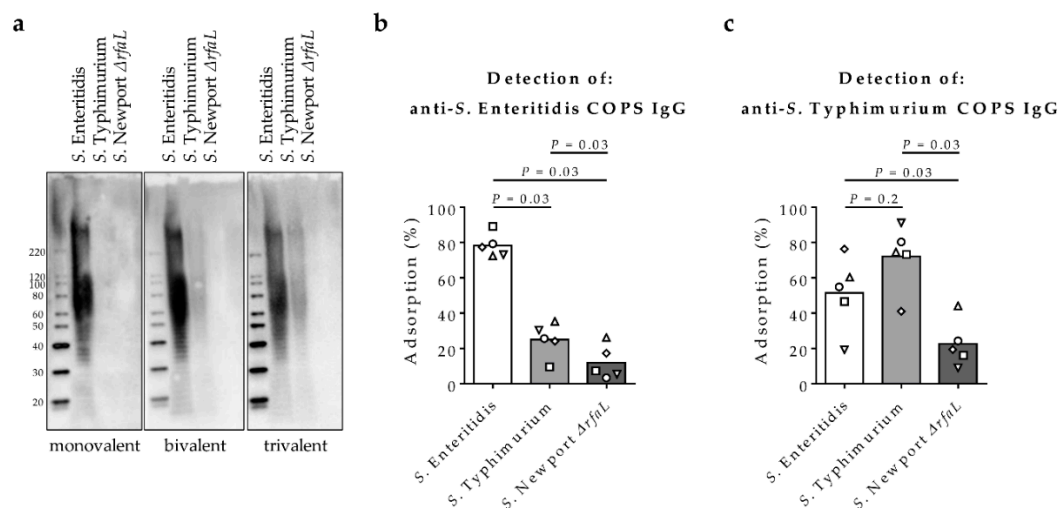 a
S. Enteritidis
S. Typhimurium
S. Newport ΔrfaL
S. Enteritidis
S. Typhimurium
S. Newport ΔrfaL
S. Enteritidis
S. Typhimurium
S. Newport ΔrfaL
220
120
100
80
60
50
40
30
20
monovalent
bivalent
trivalent
b
Detection of:
anti-S. Enteritidis COPS IgG
P = 0.03
P = 0.03
P = 0.03
Adsorption (%)
100
80
60
40
20
0
S. Enteritidis
S. Typhimurium
S. Newport ΔrfaL
c
Detection of:
anti-S. Typhimurium COPS IgG
P = 0.03
P = 0.03
P = 0.2
Adsorption (%)
100
80
60
40
20
0
S. Enteritidis
S. Typhimurium
S. Newport ΔrfaL